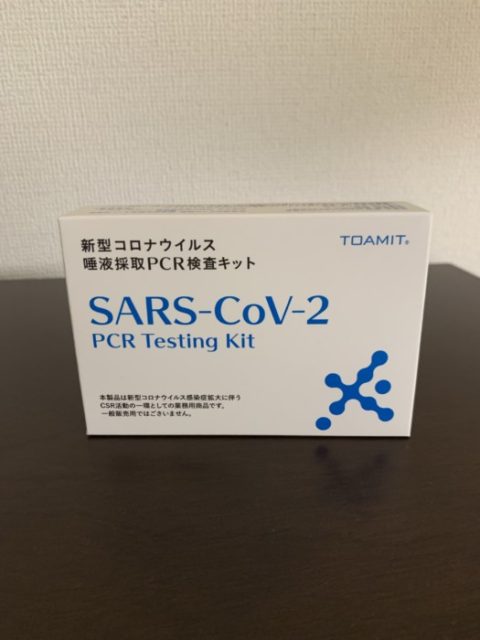 新型コロナウイルス
唾液採取PCR検査キット
TOAMIT®
SARS-CoV-2
PCR Testing Kit
本製品は新型コロナウイルス感染症拡大に伴う
CSR活動の一環としての業務用商品です。
一般販売用ではございません。